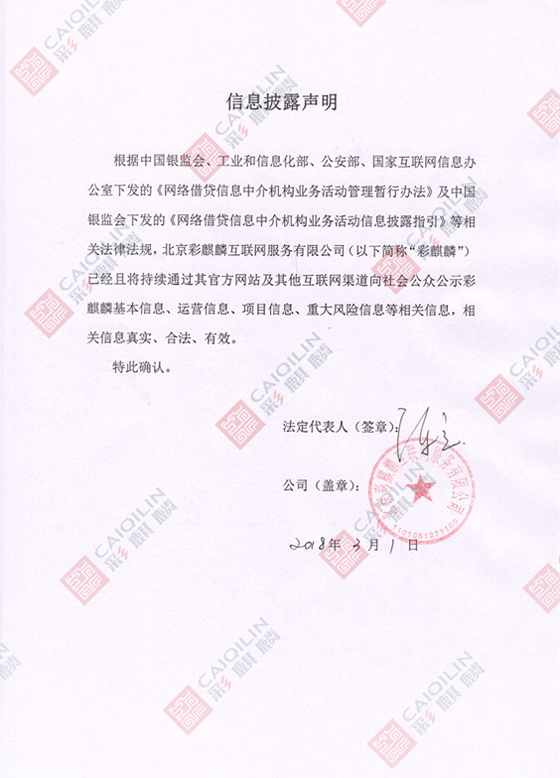 信息披露声明
根据中国银监会、工业和信息化部、公安部、国家互联网信息办
公室下发的《网络借贷信息中介机构业务活动管理暂行办法》及中国
银监会下发的《网络借贷信息中介机构业务活动信息披露指引》等相
关法律法规，北京彩麒麟互联网服务有限公司（以下简称“彩麒麟”）
已经且将持续通过其官方网站及其他互联网渠道向社会公众公示彩
麒麟基本信息、运营信息、项目信息、重大风险信息等相关信息，相
关信息真实、合法、有效。
特此确认。
法定代表人（签章）：
公司（盖章）：
北京彩麒麟互联网服务有限公司
1101051271100
2018年 3月 1日
CAIQILIN